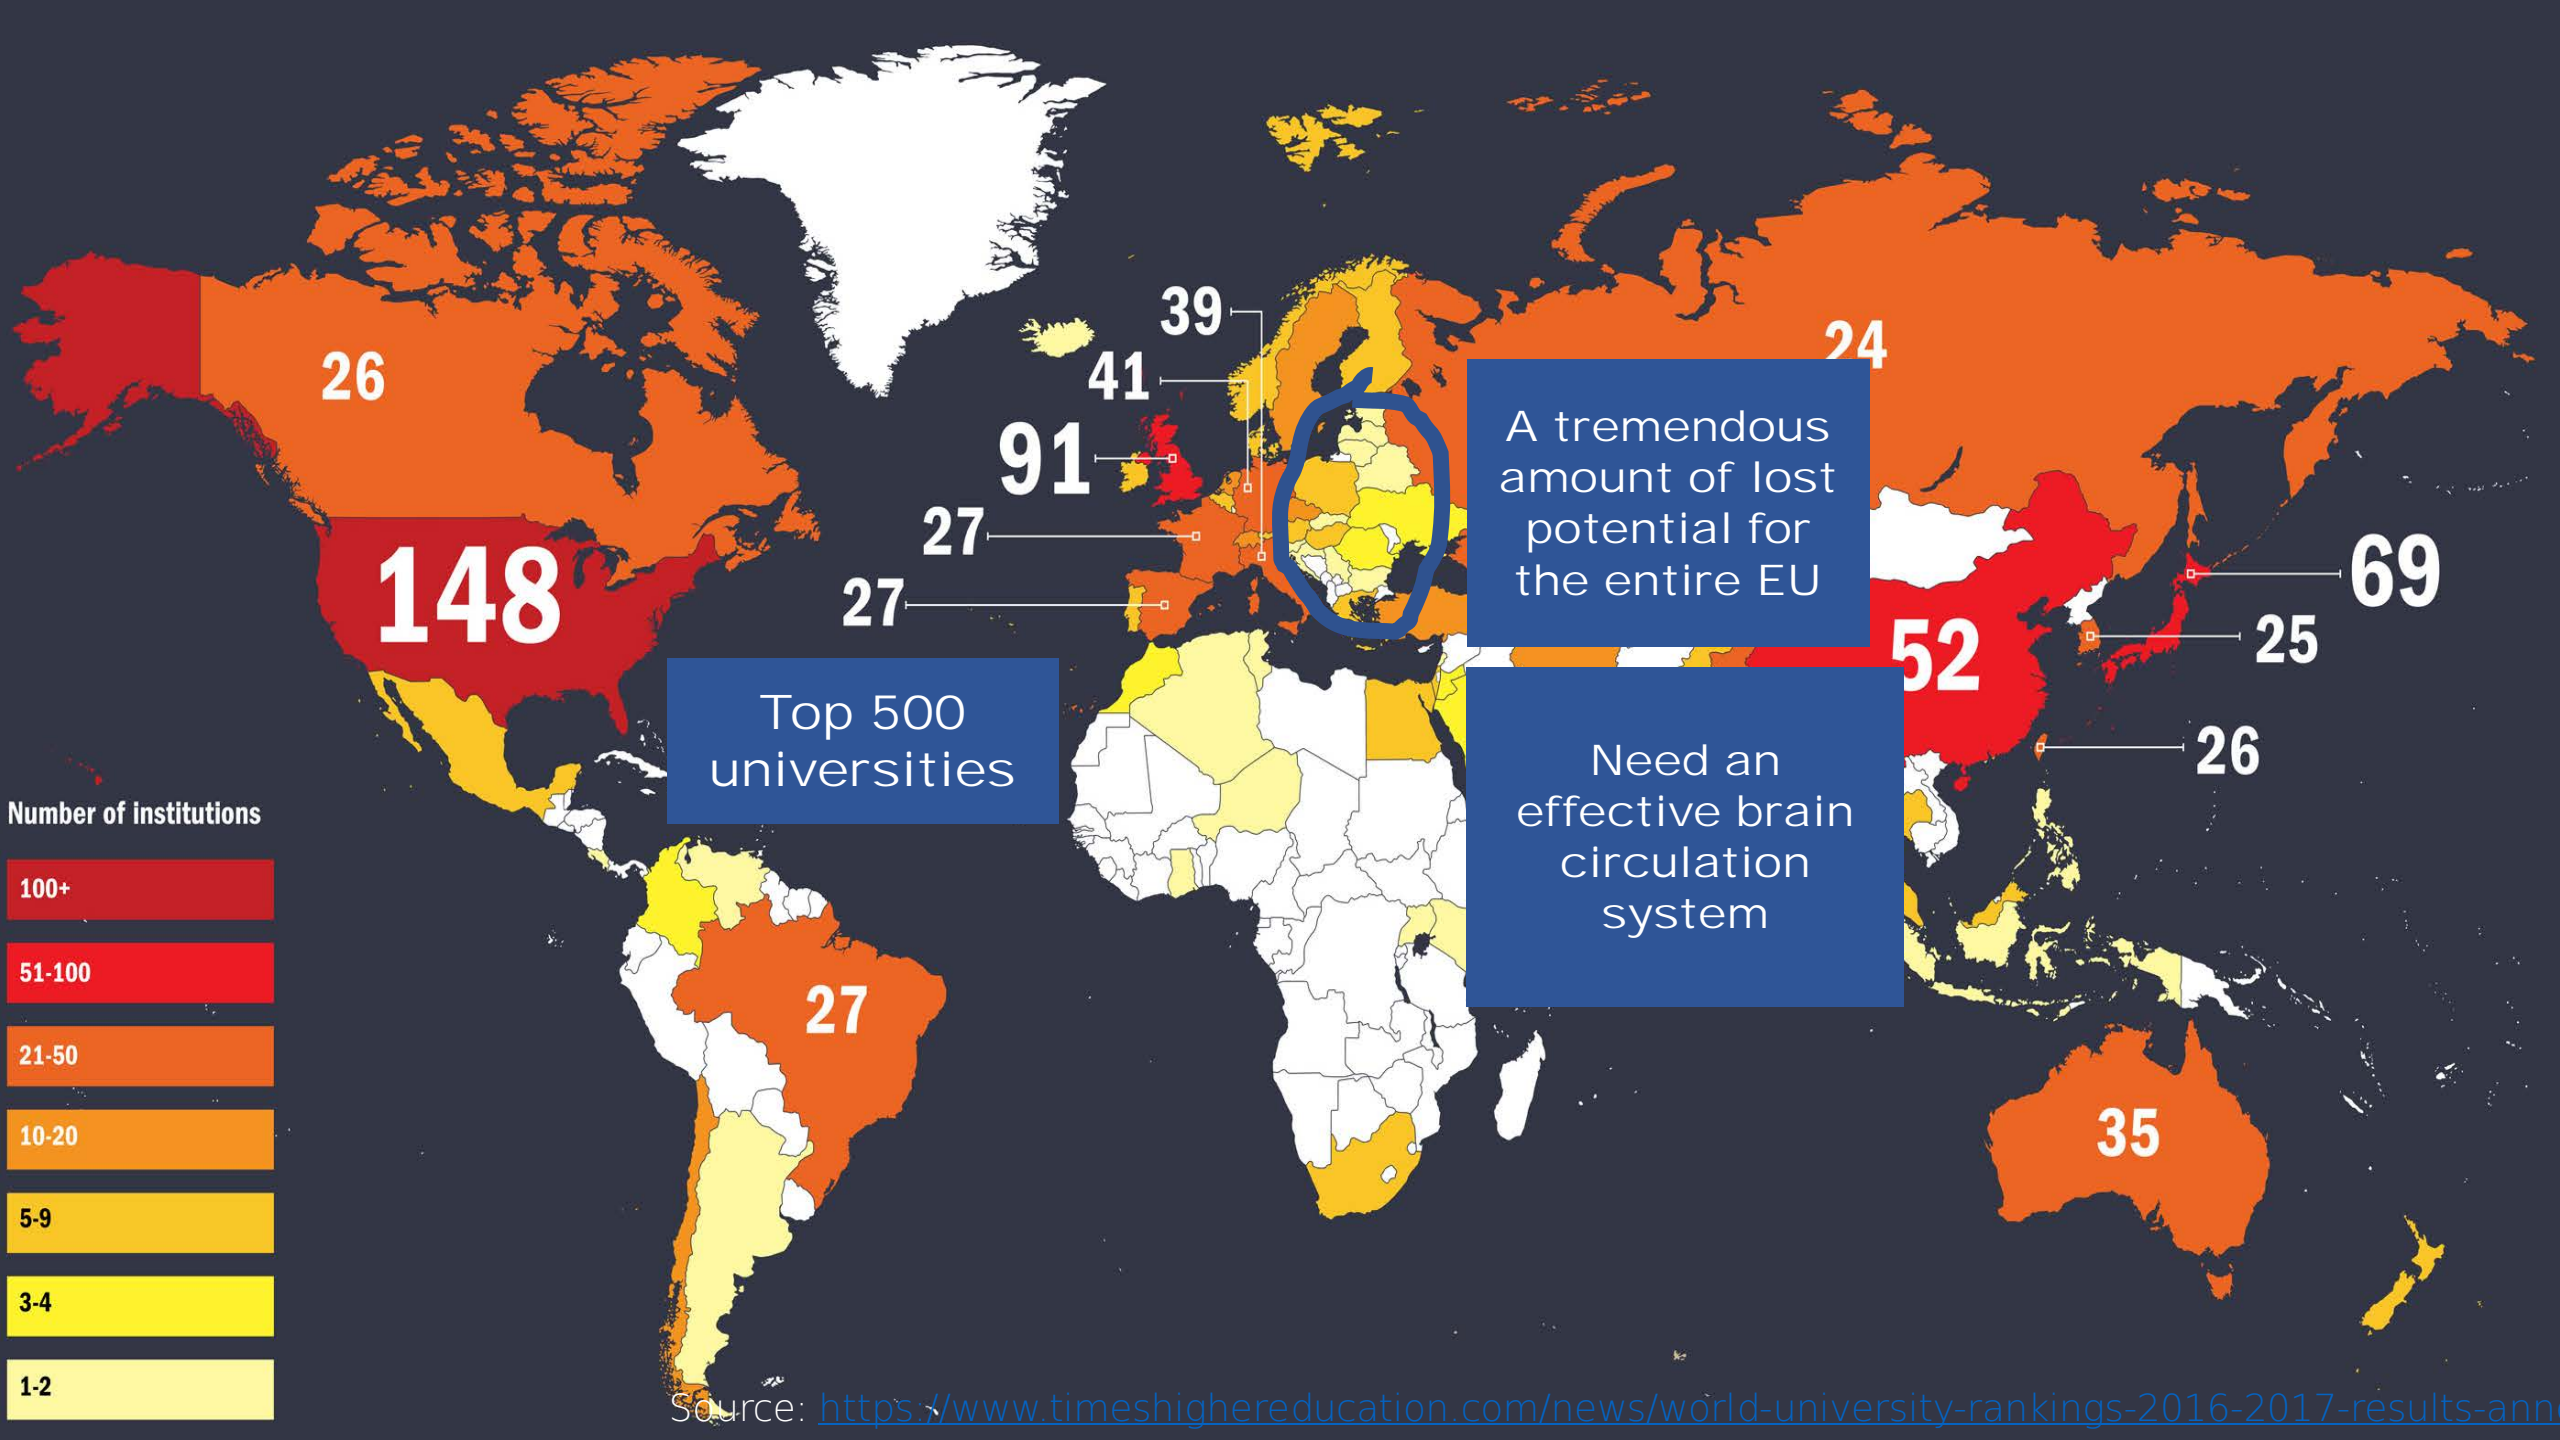 39
24
41
26
91
A tremendous
amount of lost
potential for
the entire EU
27
148
69
27
52
25
Top 500
universities
26
Need an
effective brain
circulation
system
Number of institutions
100+
51-100
27
21-50
35
10-20
5-9
3-4
1-2
Source: https://www.timeshighereducation.com/news/world-university-rankings-2016-2017-results-ann